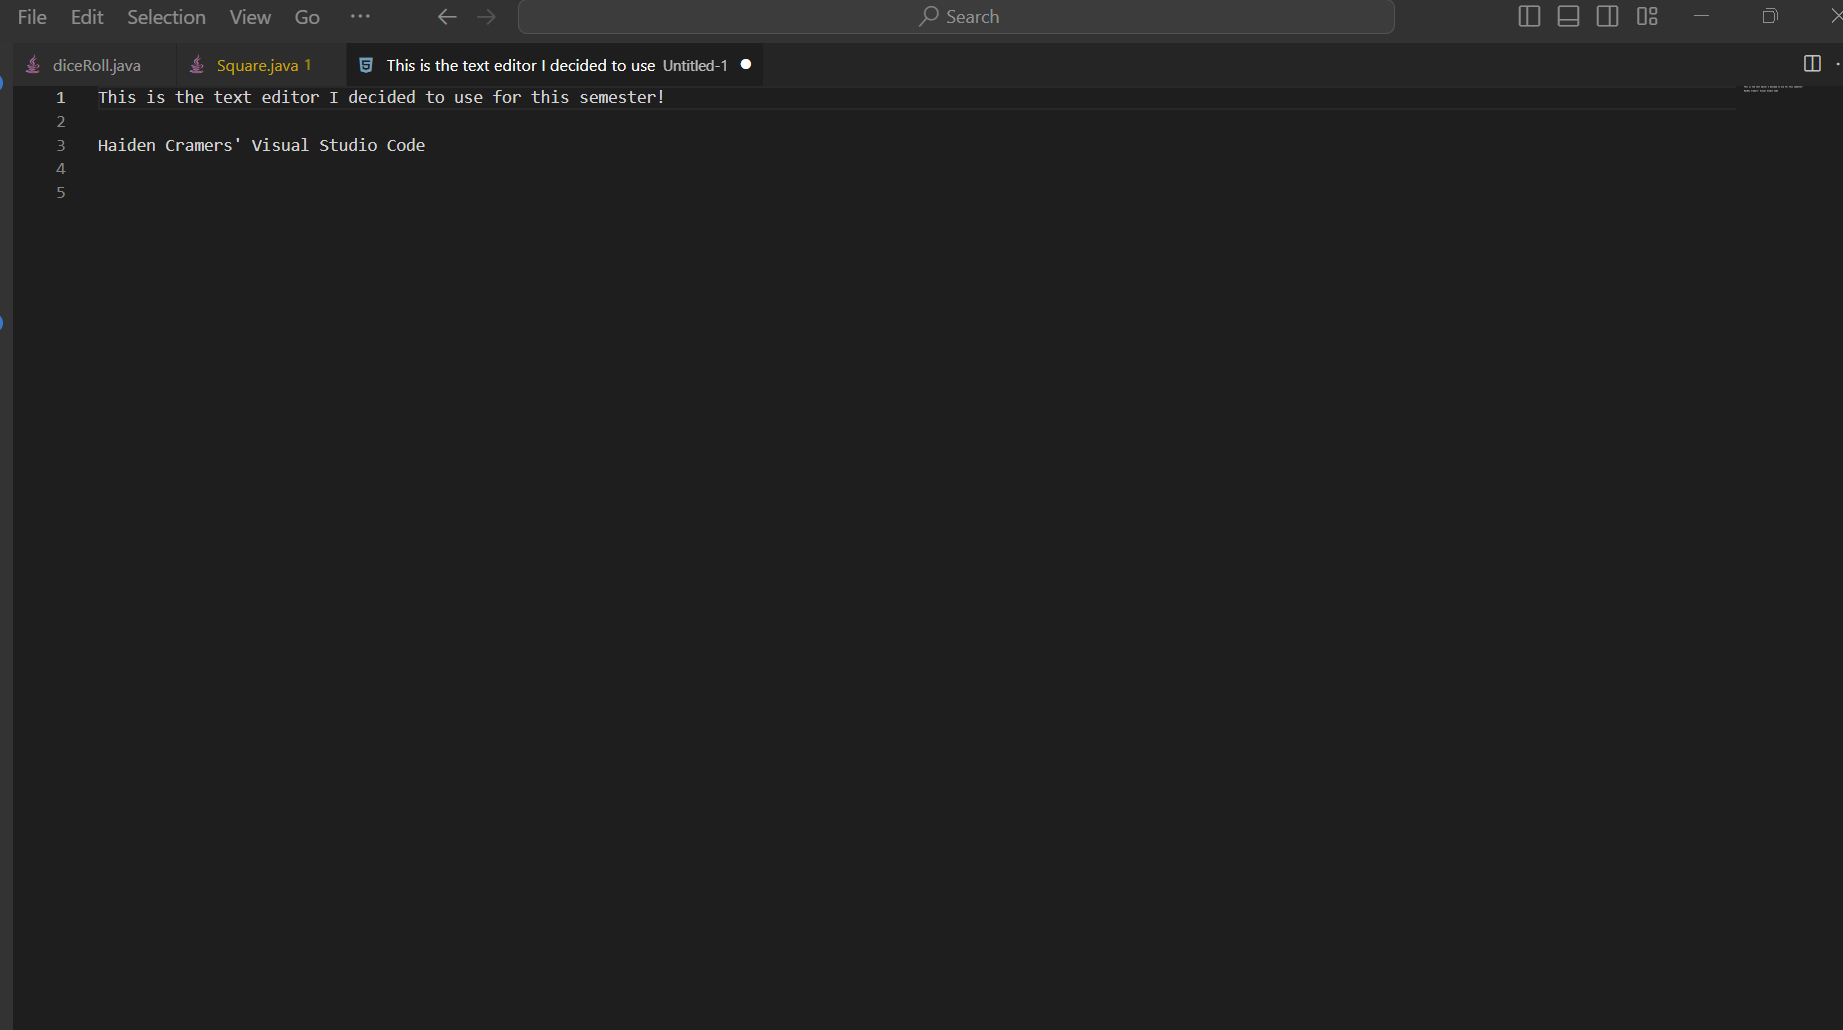 File Edit Selection View Go ··· Search
diceRoll.java Square.java 1 This is the text editor I decided to use Untitled-1
1 This is the text editor I decided to use for this semester!
2
3 Haiden Cramers' Visual Studio Code
4
5